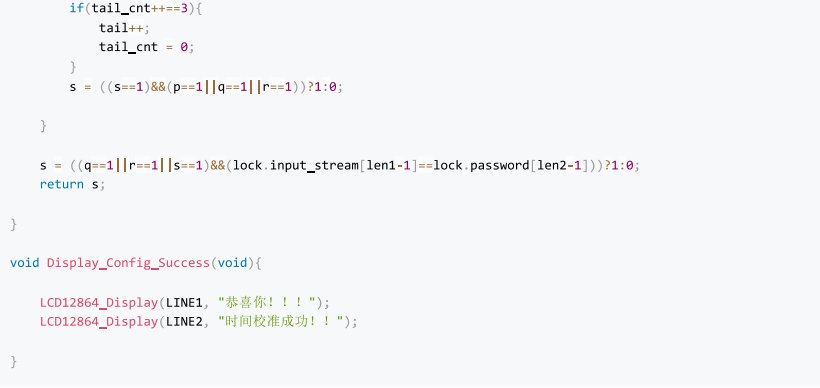 if(tail_cnt++==3){
tail++;
tail_cnt = 0;
}
s = ((s==1)&&(p==1||q==1||r==1))?1:0;
}
s = ((q==1||r==1||s==1)&&(lock.input_stream[len1-1]==lock.password[len2-1]))?1:0;
return s;
}
void Display_Config_Success(void){
LCD12864_Display(LINE1, "恭喜你！！！");
LCD12864_Display(LINE2, "时间校准成功！！");
}